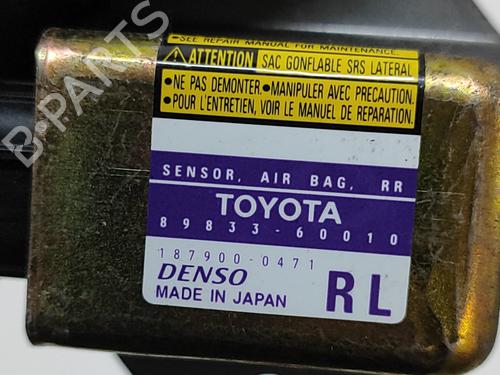 •SEE REPAIR MANUAL FOR MAINTENANCE.
ATTENTION SAC GONFLABLE SRS LATERAL
•NE PAS DEMONTER. •MANIPULER AVEC PRECAUTION.
•POUR L'ENTRETIEN, VOIR LE MANUEL DE REPARATION.
SENSOR, AIR BAG, RR
TOYOTA
89833-60010
187900-0471
DENSO
MADE IN JAPAN
RL
B-PARTS